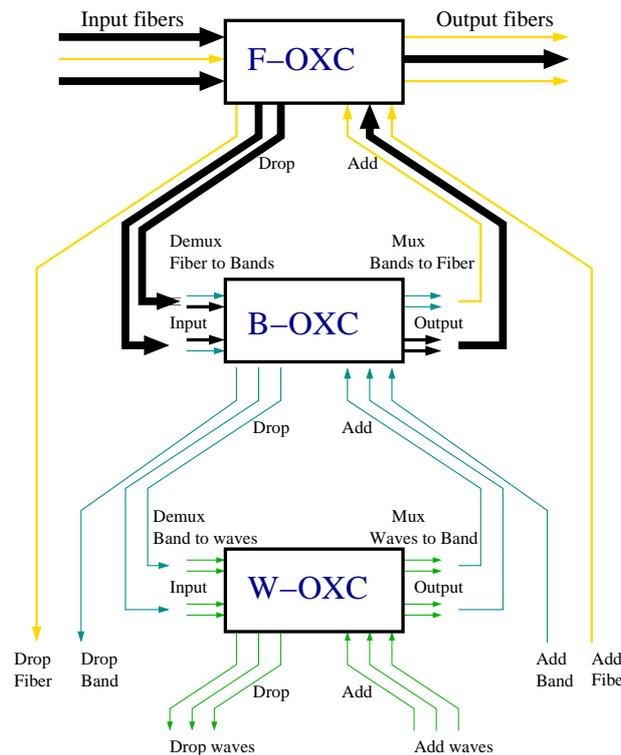 Input fibers
Output fibers
F–OXC
Drop
Add
Demux
Fiber to Bands
Mux
Bands to Fiber
Input
B–OXC
Output
Drop
Add
Demux
Band to waves
Mux
Waves to Band
Input
W–OXC
Output
Drop
Fiber
Drop
Band
Drop
Add
Add
Band
Add
Fiber
Drop waves
Add waves